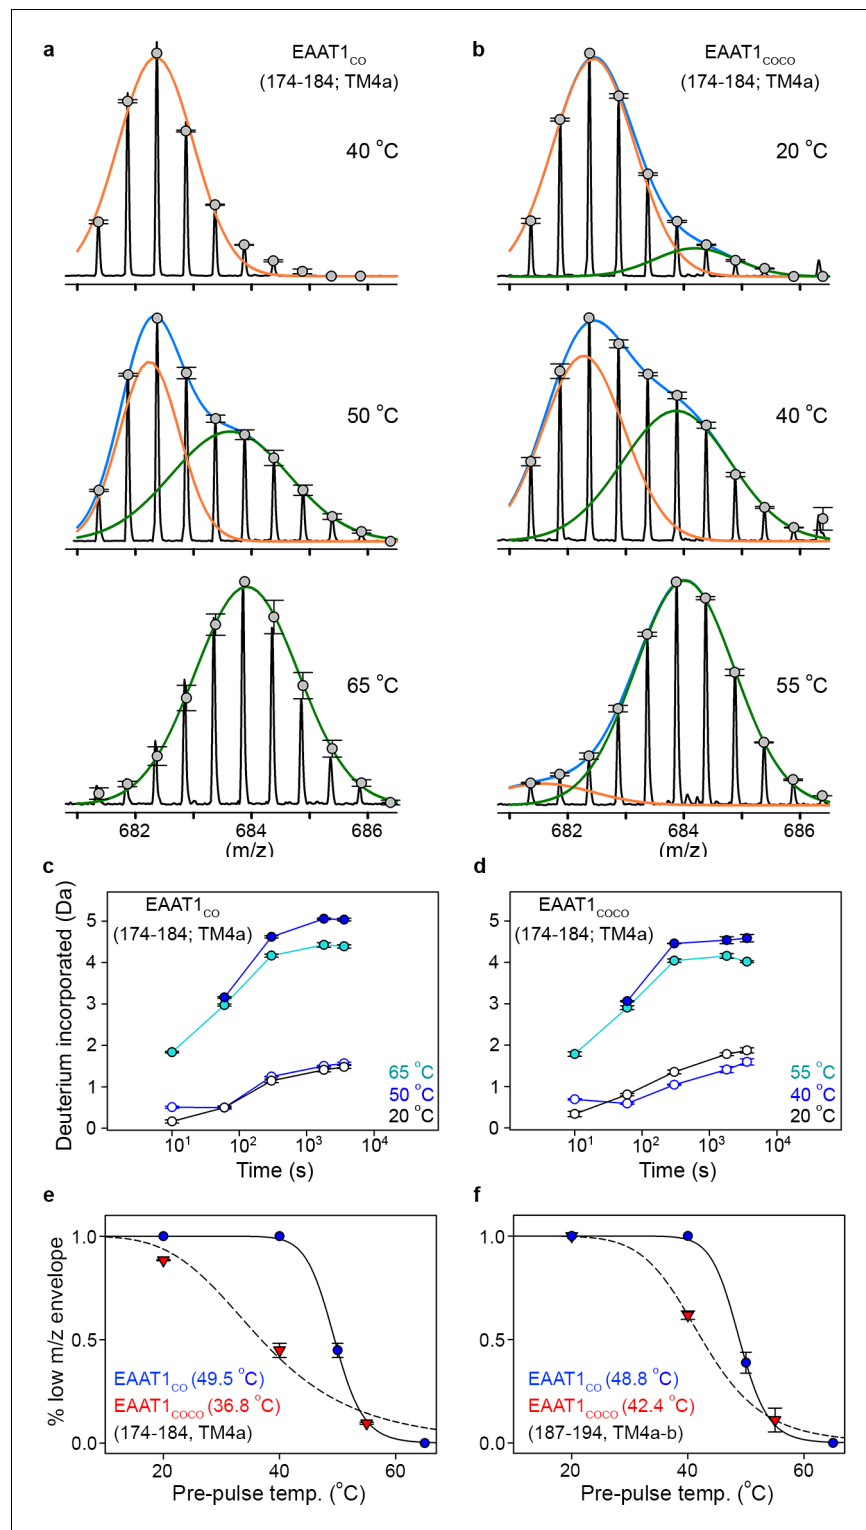 a
EAAT1CO
(174-184; TM4a)
40 °C
b
EAAT1COCO
(174-184; TM4a)
20 °C
50 °C
40 °C
65 °C
55 °C
682 684 686
(m/z)
682 684 686
(m/z)
c
Deuterium incorporated (Da)
EAAT1CO
(174-184; TM4a)
5
4
3
2
1
0
65 °C
50 °C
20 °C
10¹ 10² 10³ 10⁴
Time (s)
d
EAAT1COCO
(174-184; TM4a)
5
4
3
2
1
0
55 °C
40 °C
20 °C
10¹ 10² 10³ 10⁴
Time (s)
e
% low m/z envelope
1.0
0.5
0.0
EAAT1CO (49.5 °C)
EAAT1COCO (36.8 °C)
(174-184, TM4a)
20 40 60
Pre-pulse temp. (°C)
f
1.0
0.5
0.0
EAAT1CO (48.8 °C)
EAAT1COCO (42.4 °C)
(187-194, TM4a-b)
20 40 60
Pre-pulse temp. (°C)